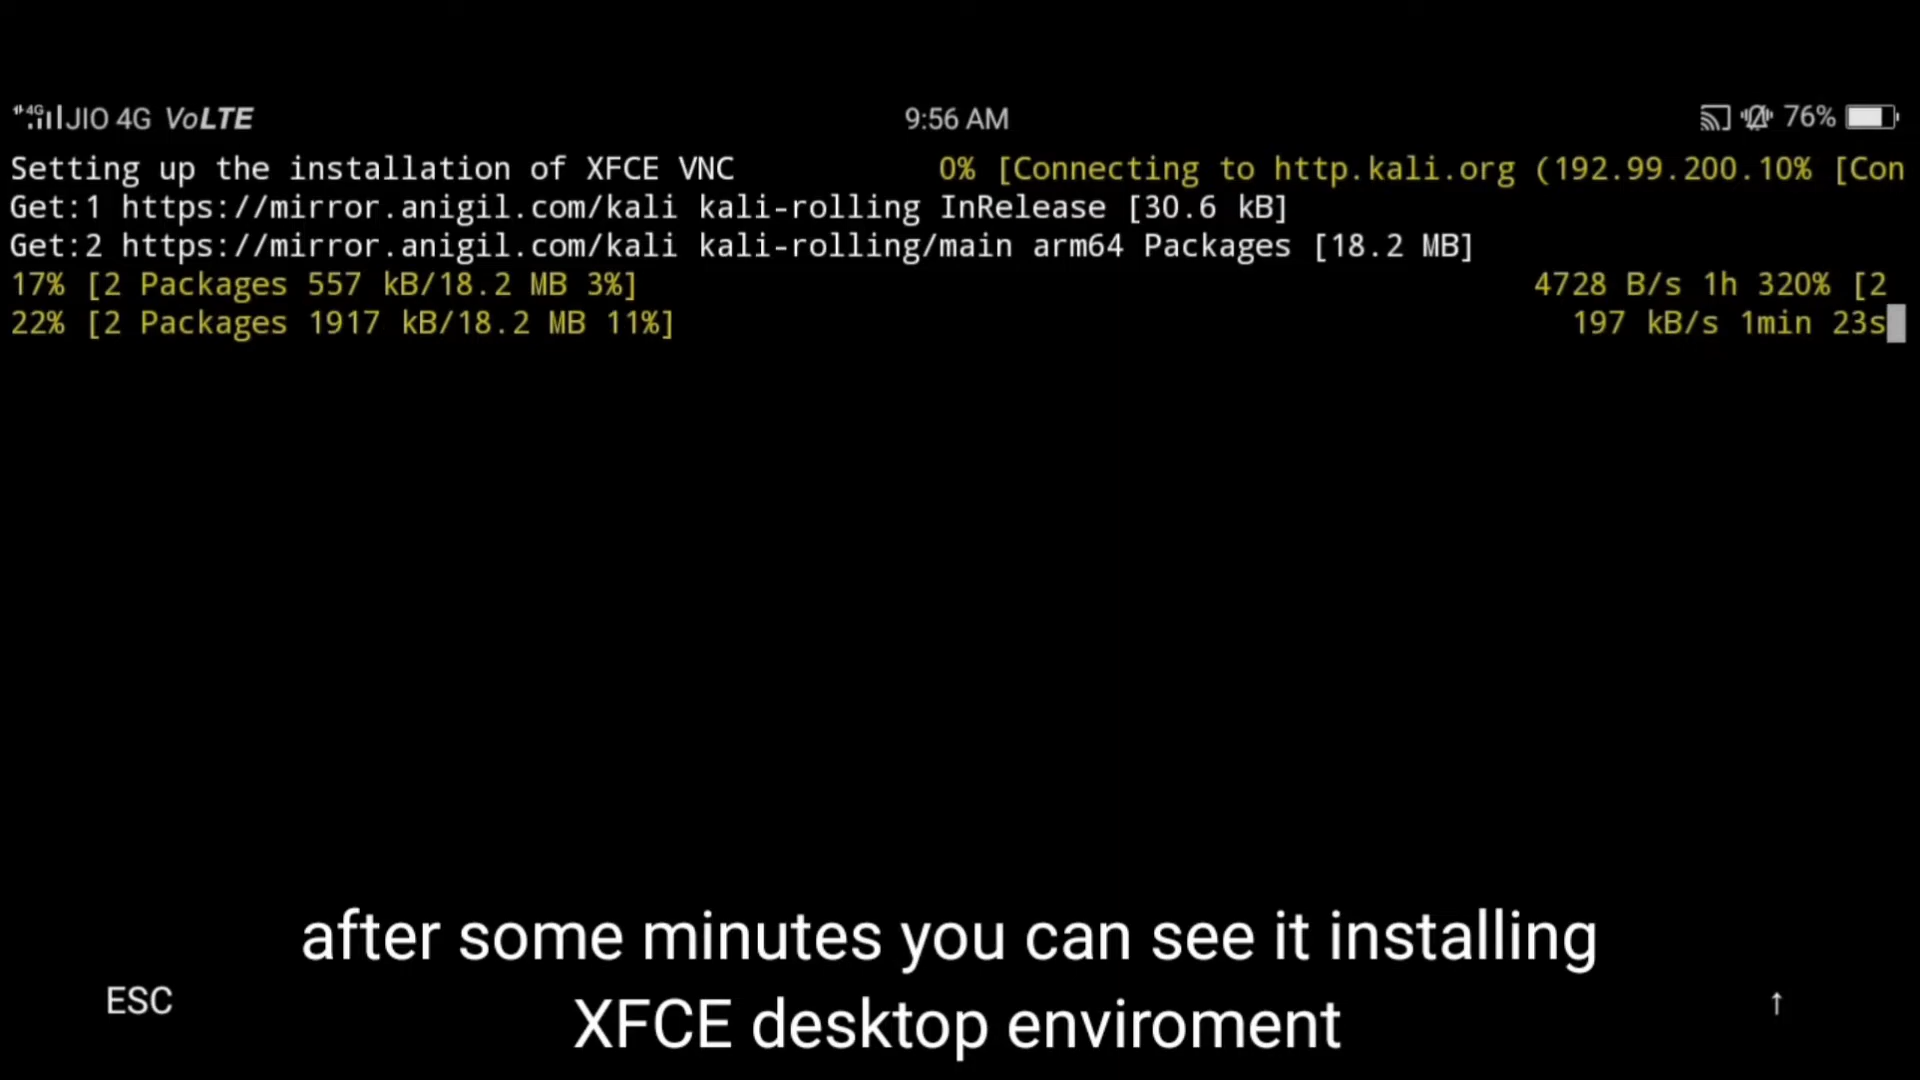 4G JIO 4G VoLTE 9:56 AM 76%
Setting up the installation of XFCE VNC 0% [Connecting to http.kali.org (192.99.200.10% [Con
Get:1 https://mirror.anigil.com/kali kali-rolling InRelease [30.6 kB]
Get:2 https://mirror.anigil.com/kali kali-rolling/main arm64 Packages [18.2 MB]
17% [2 Packages 557 kB/18.2 MB 3%] 4728 B/s 1h 320% [2
22% [2 Packages 1917 kB/18.2 MB 11%] 197 kB/s 1min 23s
after some minutes you can see it installing
XFCE desktop enviroment
ESC ↑